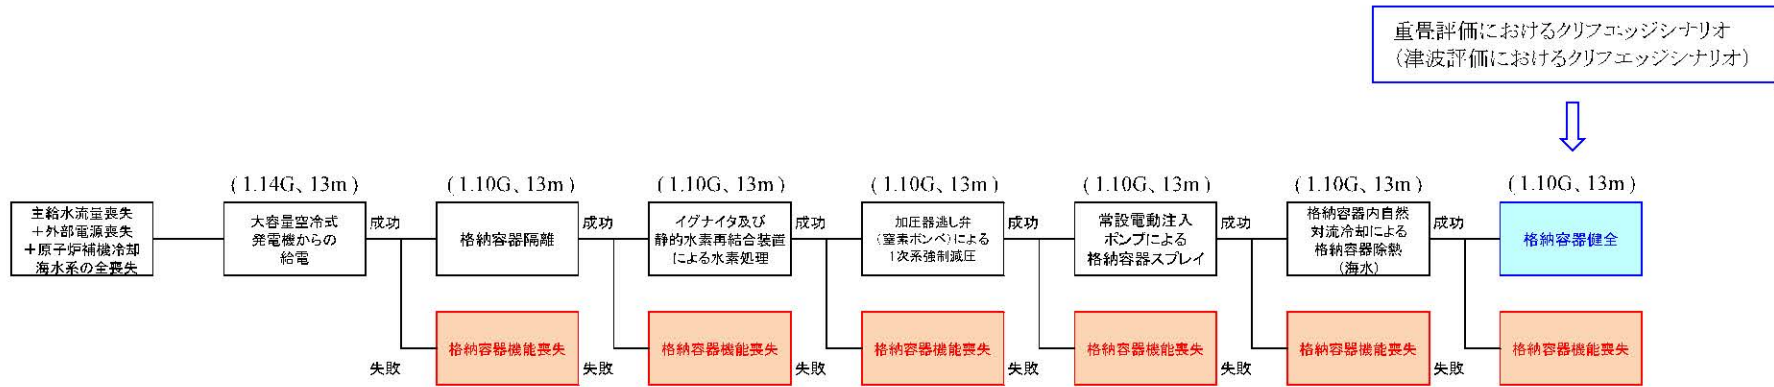 重畳評価におけるクリフエッジシナリオ
（津波評価におけるクリフエッジシナリオ）
(1.14G、13m)
(1.10G、13m)
(1.10G、13m)
(1.10G、13m)
(1.10G、13m)
(1.10G、13m)
(1.10G、13m)
主給水流量喪失
＋外部電源喪失
＋原子炉補機冷却
海水系の全喪失
大容量空冷式
発電機からの
給電
成功
格納容器隔離
成功
イグナイタ及び
静的水素再結合装置
による水素処理
成功
加圧器逃し弁
(窒素ボンベ)による
1次系強制減圧
成功
常設電動注入
ポンプによる
格納容器スプレイ
成功
格納容器内自然
対流冷却による
格納容器除熱
(海水)
成功
格納容器健全
失敗
格納容器機能喪失
失敗
格納容器機能喪失
失敗
格納容器機能喪失
失敗
格納容器機能喪失
失敗
格納容器機能喪失
失敗
格納容器機能喪失